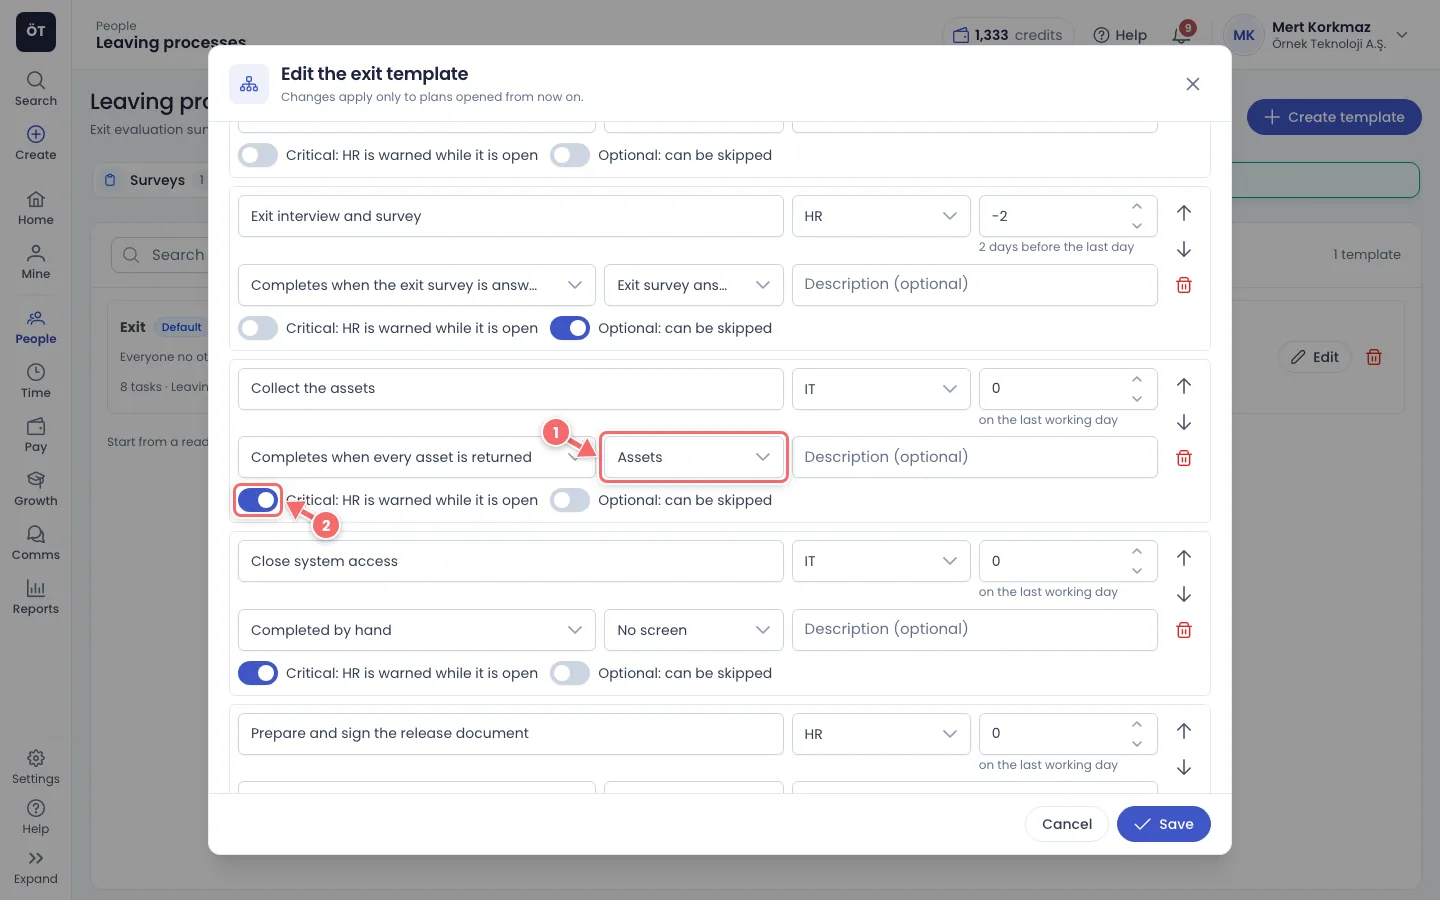 ÖT
People
Leaving processes
1,333 credits
Help
9
MK
Mert Korkmaz
Örnek Teknoloji A.Ş.
Search
Create
Home
Mine
People
Time
Pay
Growth
Comms
Reports
Settings
Help
Expand
Leaving pro
Exit evaluation sur
Create template
Surveys 1
Search
1 template
Exit Default
Everyone no ot
8 tasks · Leavin
Edit
Start from a read
Edit the exit template
Changes apply only to plans opened from now on.
Critical: HR is warned while it is open
Optional: can be skipped
Exit interview and survey
HR
-2
2 days before the last day
Completes when the exit survey is answ...
Exit survey ans...
Description (optional)
Critical: HR is warned while it is open
Optional: can be skipped
Collect the assets
IT
0
on the last working day
1
Completes when every asset is returned
Assets
Description (optional)
Critical: HR is warned while it is open
Optional: can be skipped
2
Close system access
IT
0
on the last working day
Completed by hand
No screen
Description (optional)
Critical: HR is warned while it is open
Optional: can be skipped
Prepare and sign the release document
HR
0
on the last working day
Cancel
Save